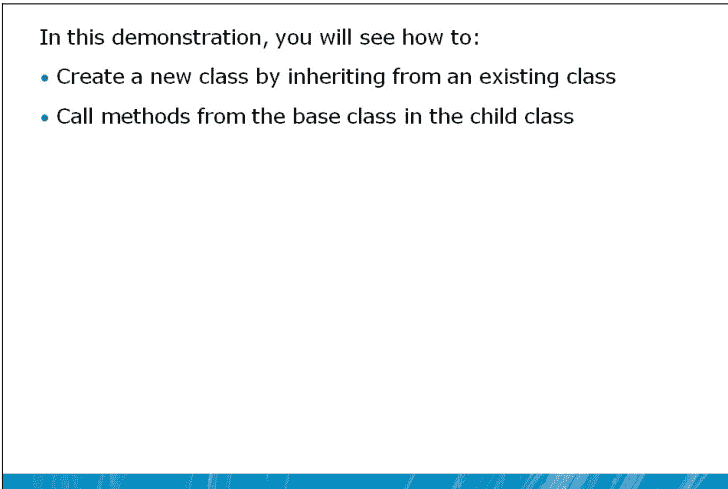 In this demonstration, you will see how to:
• Create a new class by inheriting from an existing class
• Call methods from the base class in the child class